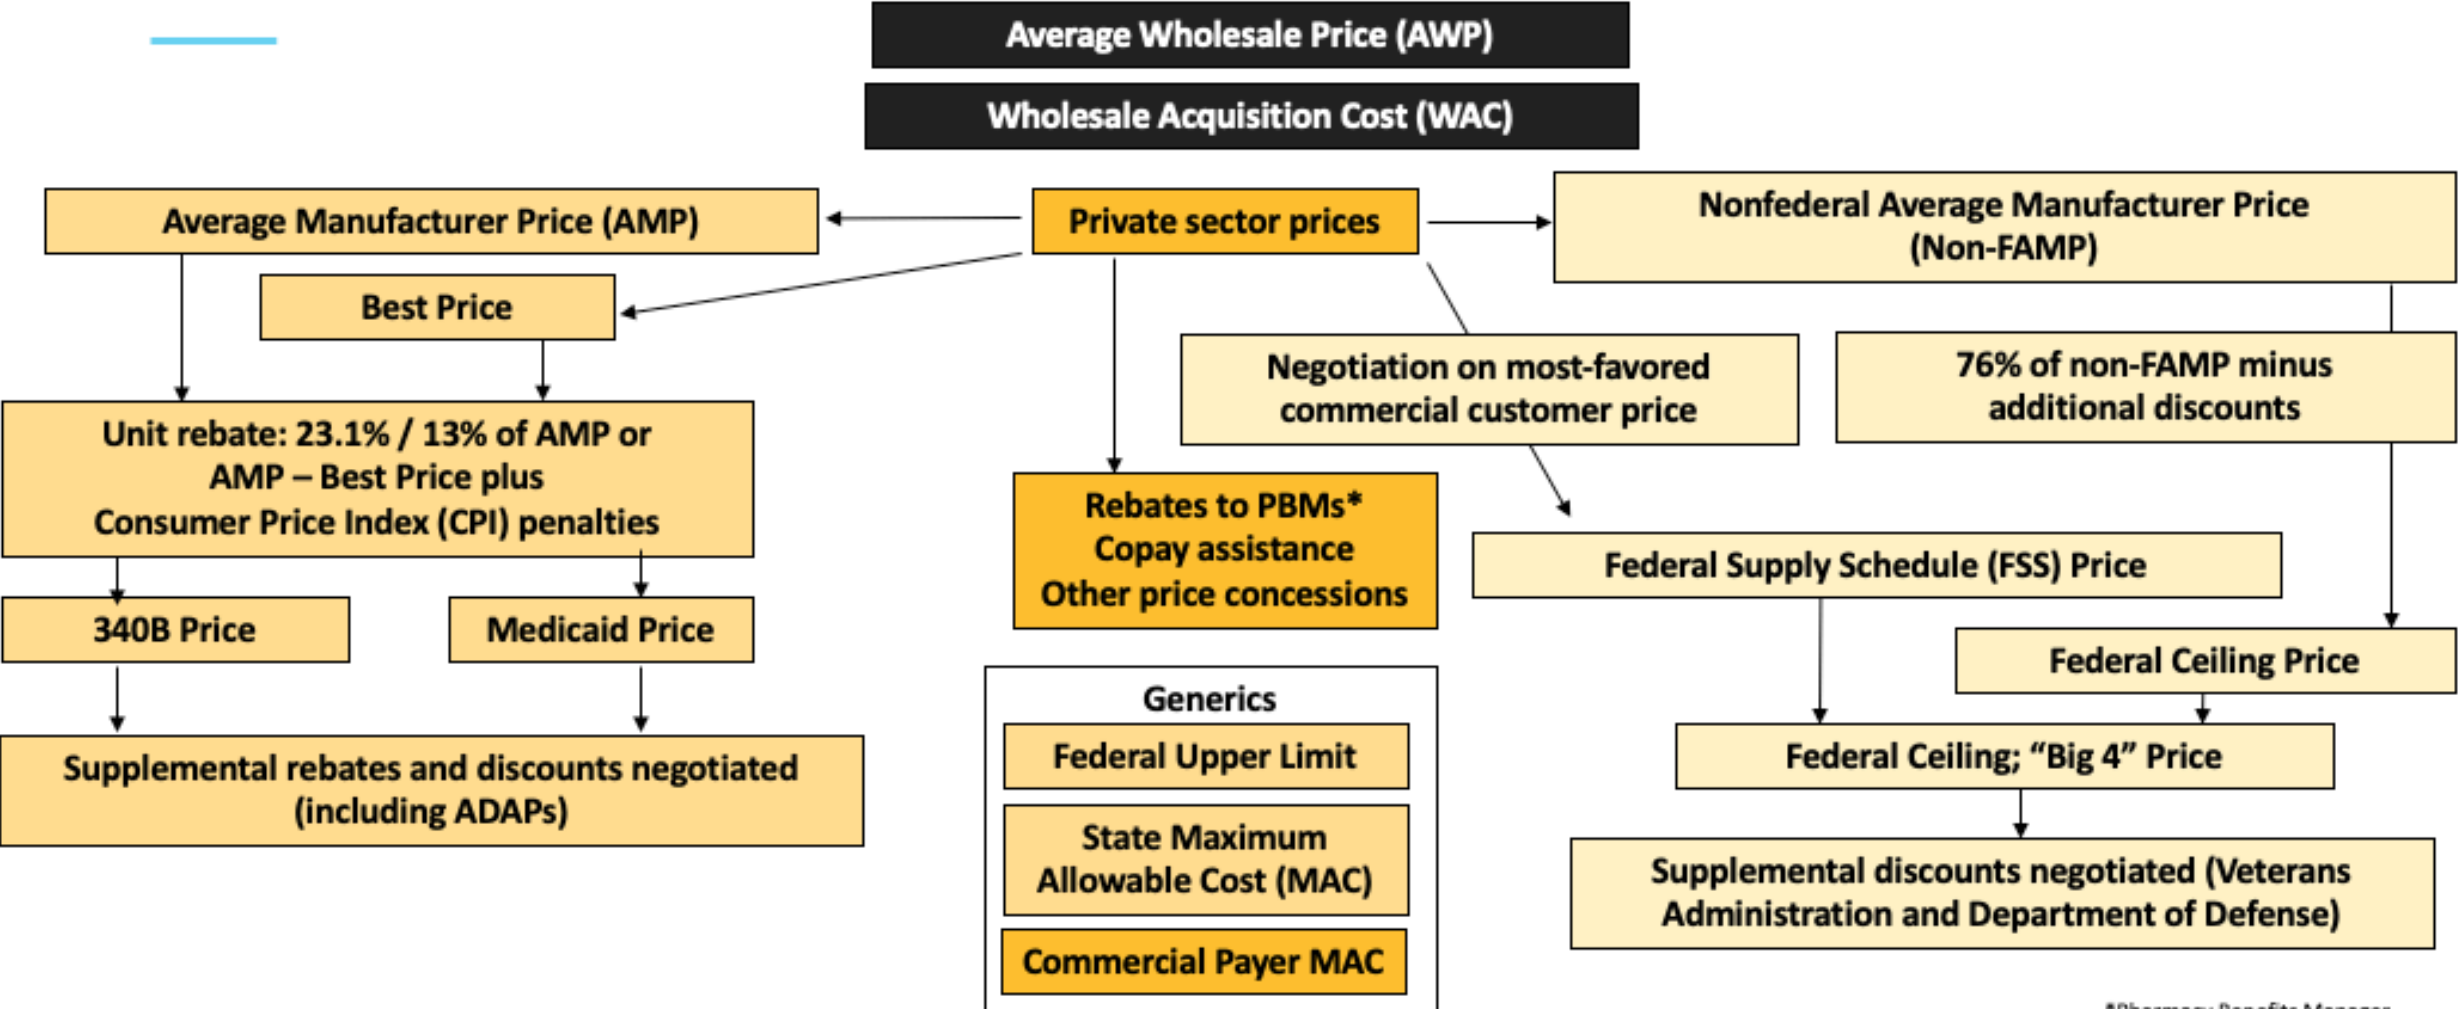 Average Wholesale Price (AWP)
Wholesale Acquisition Cost (WAC)
Average Manufacturer Price (AMP)
Private sector prices
Nonfederal Average Manufacturer Price
(Non-FAMP)
Best Price
Negotiation on most-favored
commercial customer price
76% of non-FAMP minus
additional discounts
Unit rebate: 23.1% / 13% of AMP or
AMP – Best Price plus
Consumer Price Index (CPI) penalties
Rebates to PBMs*
Copay assistance
Other price concessions
Federal Supply Schedule (FSS) Price
340B Price
Medicaid Price
Federal Ceiling Price
Generics
Federal Upper Limit
State Maximum
Allowable Cost (MAC)
Commercial Payer MAC
Federal Ceiling; “Big 4” Price
Supplemental rebates and discounts negotiated
(including ADAPs)
Supplemental discounts negotiated (Veterans
Administration and Department of Defense)
*Pharmacy Benefits Manager